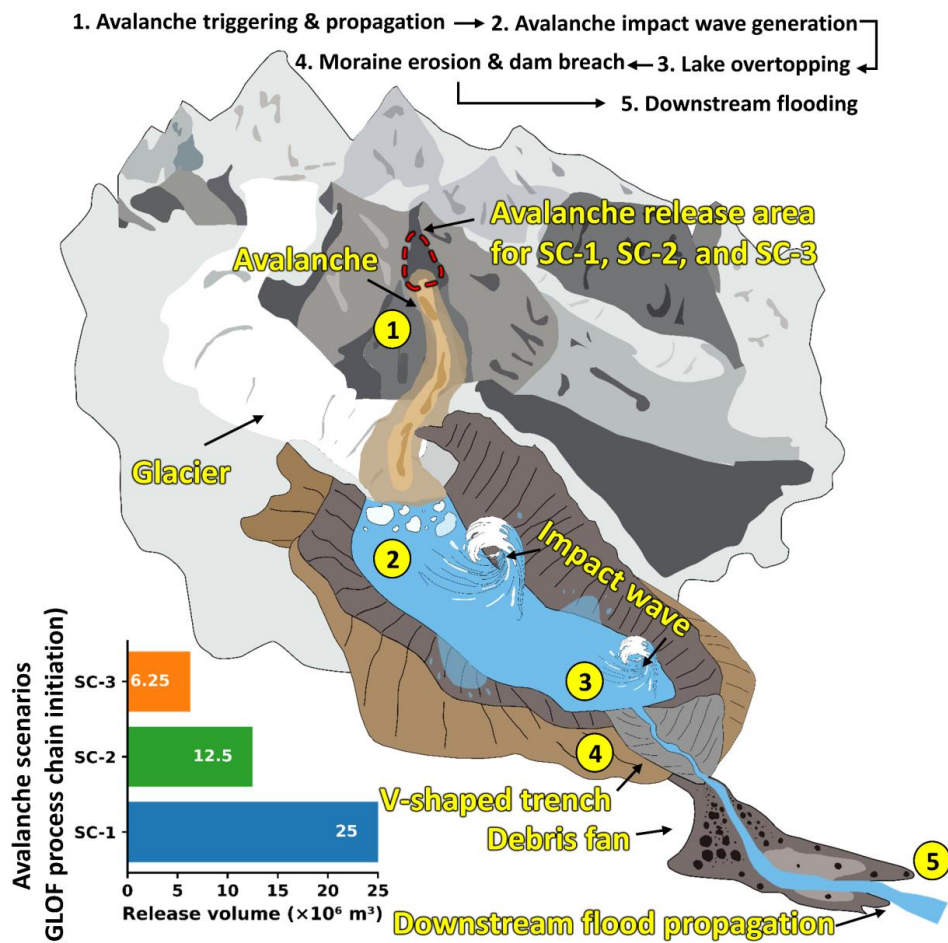 1. Avalanche triggering & propagation → 2. Avalanche impact wave generation
4. Moraine erosion & dam breach ← 3. Lake overtopping
5. Downstream flooding
Avalanche release area
for SC-1, SC-2, and SC-3
Avalanche
1
Glacier
2
Impact wave
3
4
V-shaped trench
Debris fan
5
Downstream flood propagation
Avalanche scenarios
GLOF process chain initiation)
SC-3
6.25
SC-2
12.5
SC-1
25
0 5 10 15 20 25
Release volume (×10⁶ m³)